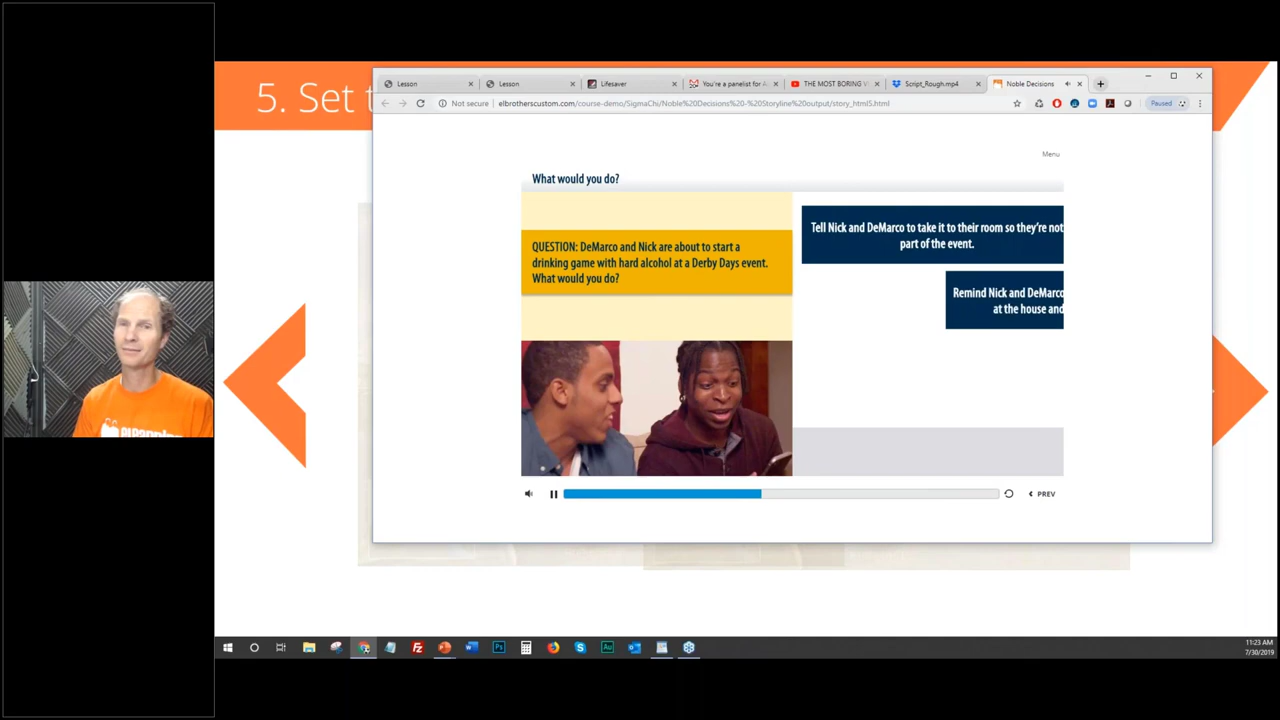 5. Set t
Lesson
Lesson
Lifesaver
You're a panelist for A
THE MOST BORING V
Script_Rough.mp4
Noble Decisions
Not secure
elbrotherscustom.com/course-demo/SigmaChi/Noble%20Decisions%20-%20Storyline%20output/story_html5.html
Paused
Menu
What would you do?
QUESTION: DeMarco and Nick are about to start a
drinking game with hard alcohol at a Derby Days event.
What would you do?
Tell Nick and DeMarco to take it to their room so they're not
part of the event.
Remind Nick and DeMarco
at the house and
PREV
11:23 AM
7/30/2019